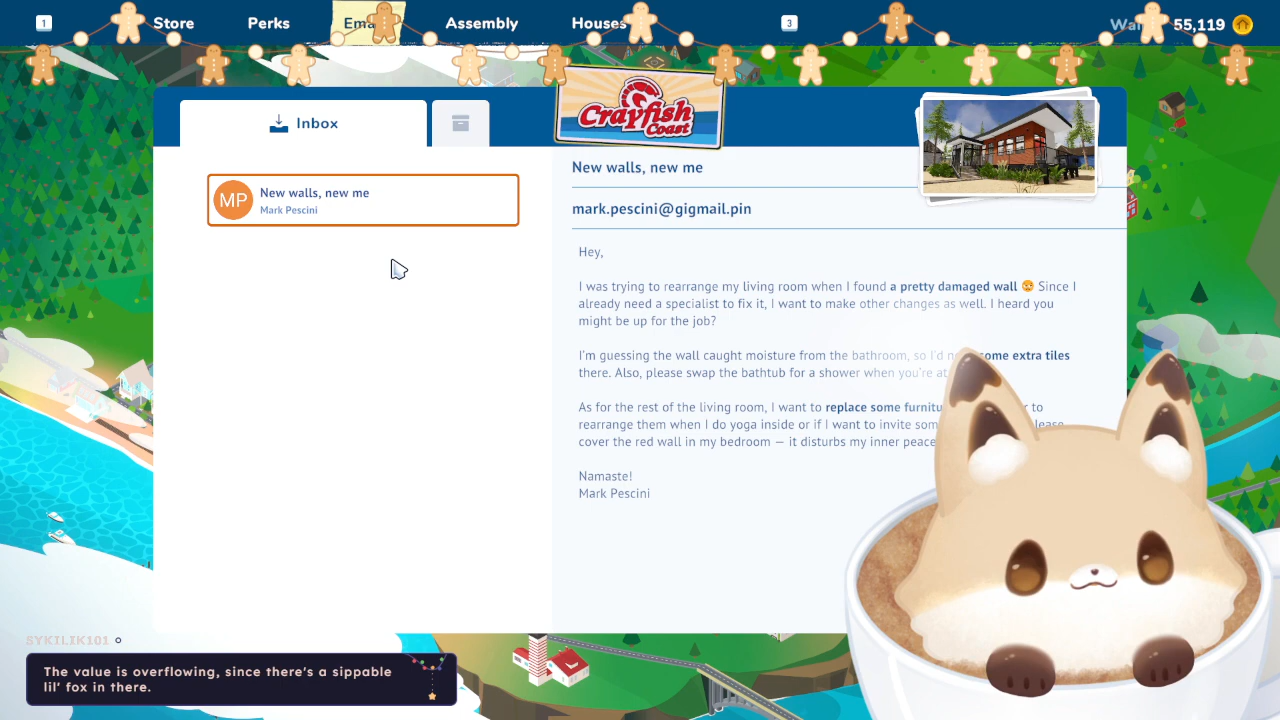 1
Store
Perks
Assembly
Houses
3
55,119
Inbox
Crayfish
Coast
MP
New walls, new me
Mark Pescini
New walls, new me
mark.pescini@gigmail.pin
Hey,
I was trying to rearrange my living room when I found a pretty damaged wall Since I
already need a specialist to fix it, I want to make other changes as well. I heard you
might be up for the job?
I'm guessing the wall caught moisture from the bathroom, so I'd some extra tiles
there. Also, please swap the bathtub for a shower when you're at
As for the rest of the living room, I want to replace some to
rearrange them when I do yoga inside or if I want to invite
cover the red wall in my bedroom — it disturbs my inner peace
Namaste!
Mark Pescini
SYKILIK101
The value is overflowing, since there's a sippable
lil' fox in there.